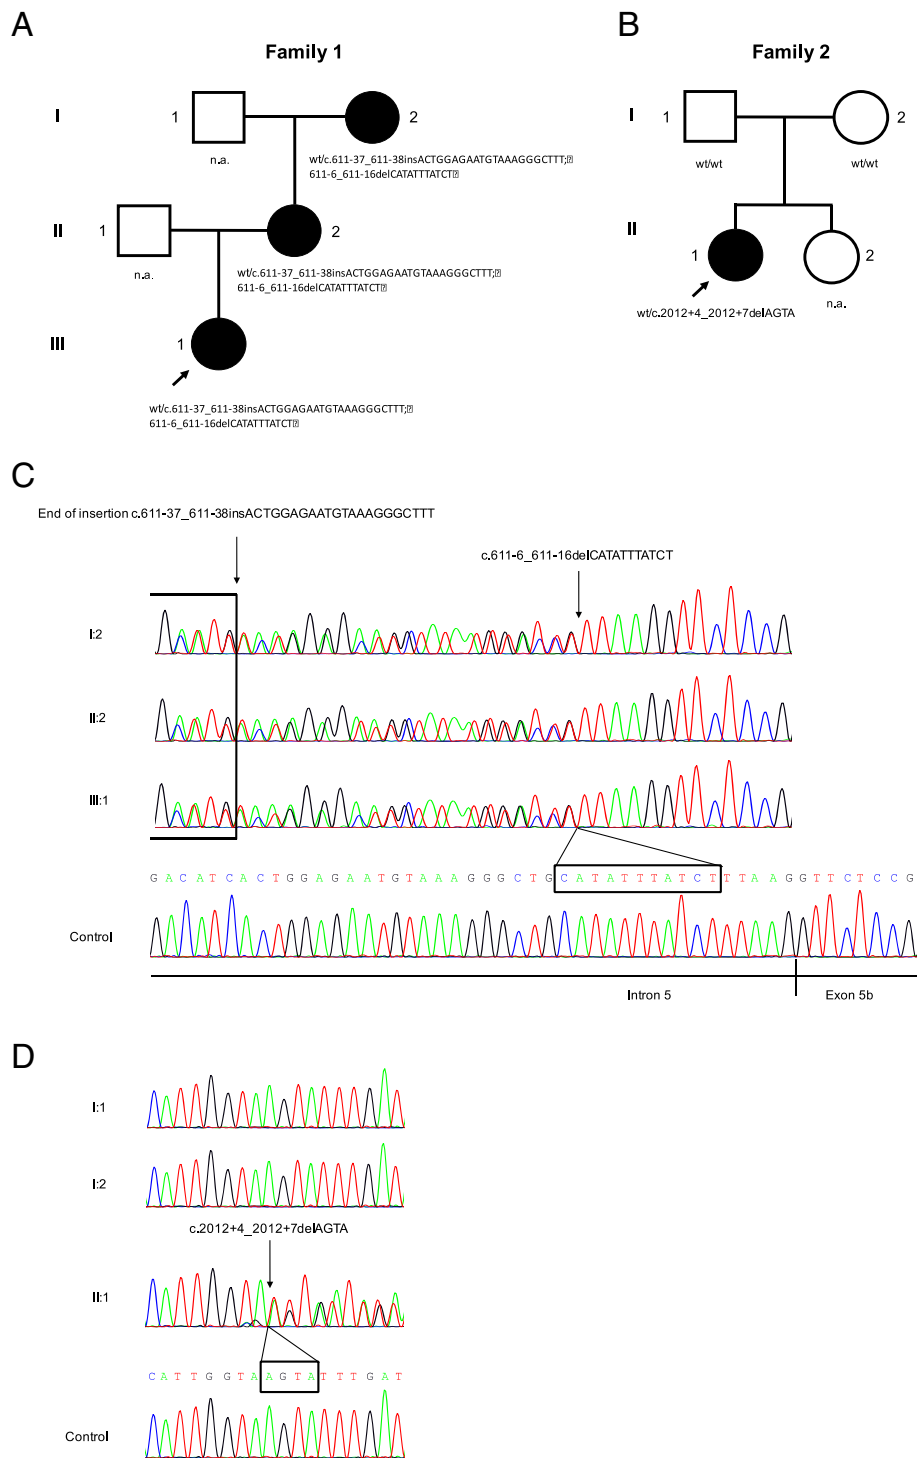 A
B
Family 1
Family 2
I
1
2
n.a.
wt/c.611-37_611-38insACTGGAGAATGTAAAGGGCTTT;
611-6_611-16delCATATTTATCT
II
1
2
n.a.
wt/c.611-37_611-38insACTGGAGAATGTAAAGGGCTTT;
611-6_611-16delCATATTTATCT
III
1
wt/c.611-37_611-38insACTGGAGAATGTAAAGGGCTTT;
611-6_611-16delCATATTTATCT
I
1
2
wt/wt
wt/wt
II
1
2
n.a.
wt/c.2012+4_2012+7delAGTA
C
End of insertion c.611-37_611-38insACTGGAGAATGTAAAGGGCTTT
c.611-6_611-16delCATATTTATCT
I:2
II:2
III:1
GACATCACTGGAGAATGTAAAGGGCTGCATATTTATCTTTAAGGTTCTCCG
Control
Intron 5
Exon 5b
D
I:1
I:2
c.2012+4_2012+7delAGTA
II:1
CATTGGTAAGTATTTGAT
Control